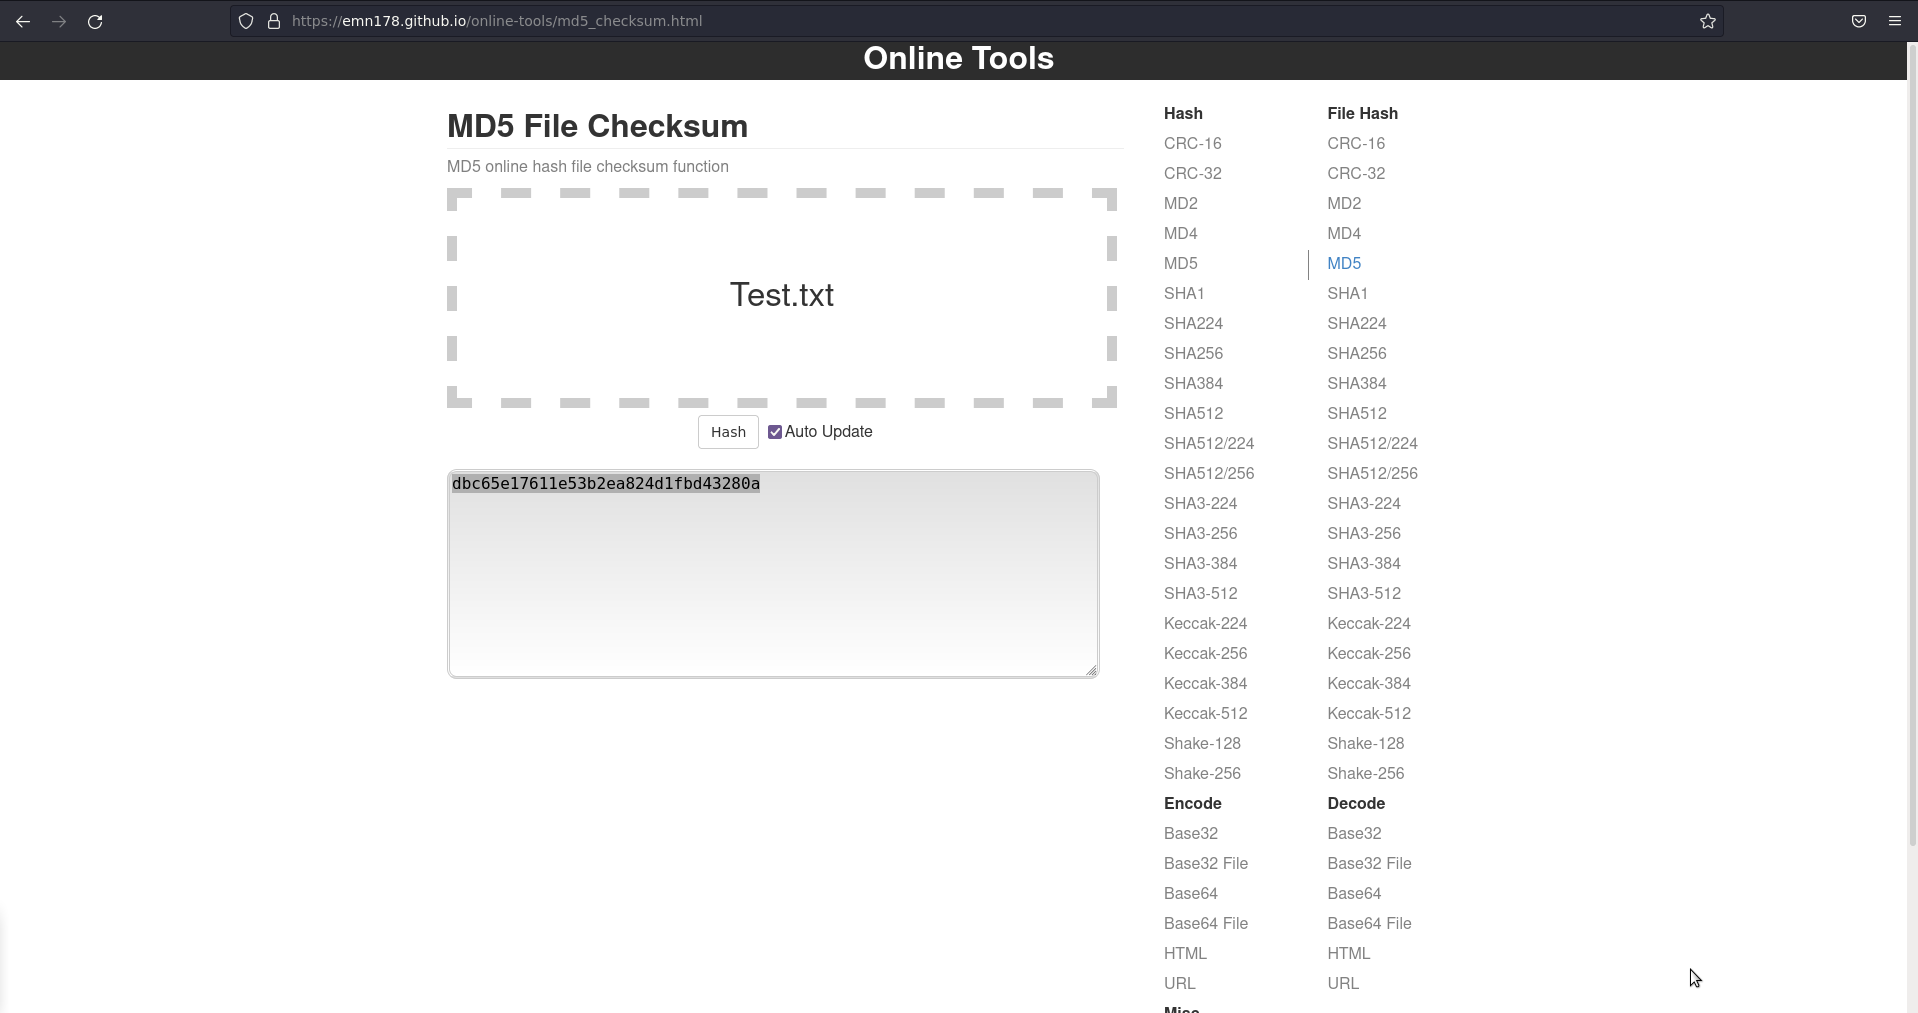 https://emn178.github.io/online-tools/md5_checksum.html
Online Tools
MD5 File Checksum
MD5 online hash file checksum function
Test.txt
Hash
Auto Update
dbc65e17611e53b2ea824d1fbd43280a
Hash
CRC-16
CRC-32
MD2
MD4
MD5
SHA1
SHA224
SHA256
SHA384
SHA512
SHA512/224
SHA512/256
SHA3-224
SHA3-256
SHA3-384
SHA3-512
Keccak-224
Keccak-256
Keccak-384
Keccak-512
Shake-128
Shake-256
Encode
Base32
Base32 File
Base64
Base64 File
HTML
URL
Misc
File Hash
CRC-16
CRC-32
MD2
MD4
MD5
SHA1
SHA224
SHA256
SHA384
SHA512
SHA512/224
SHA512/256
SHA3-224
SHA3-256
SHA3-384
SHA3-512
Keccak-224
Keccak-256
Keccak-384
Keccak-512
Shake-128
Shake-256
Decode
Base32
Base32 File
Base64
Base64 File
HTML
URL